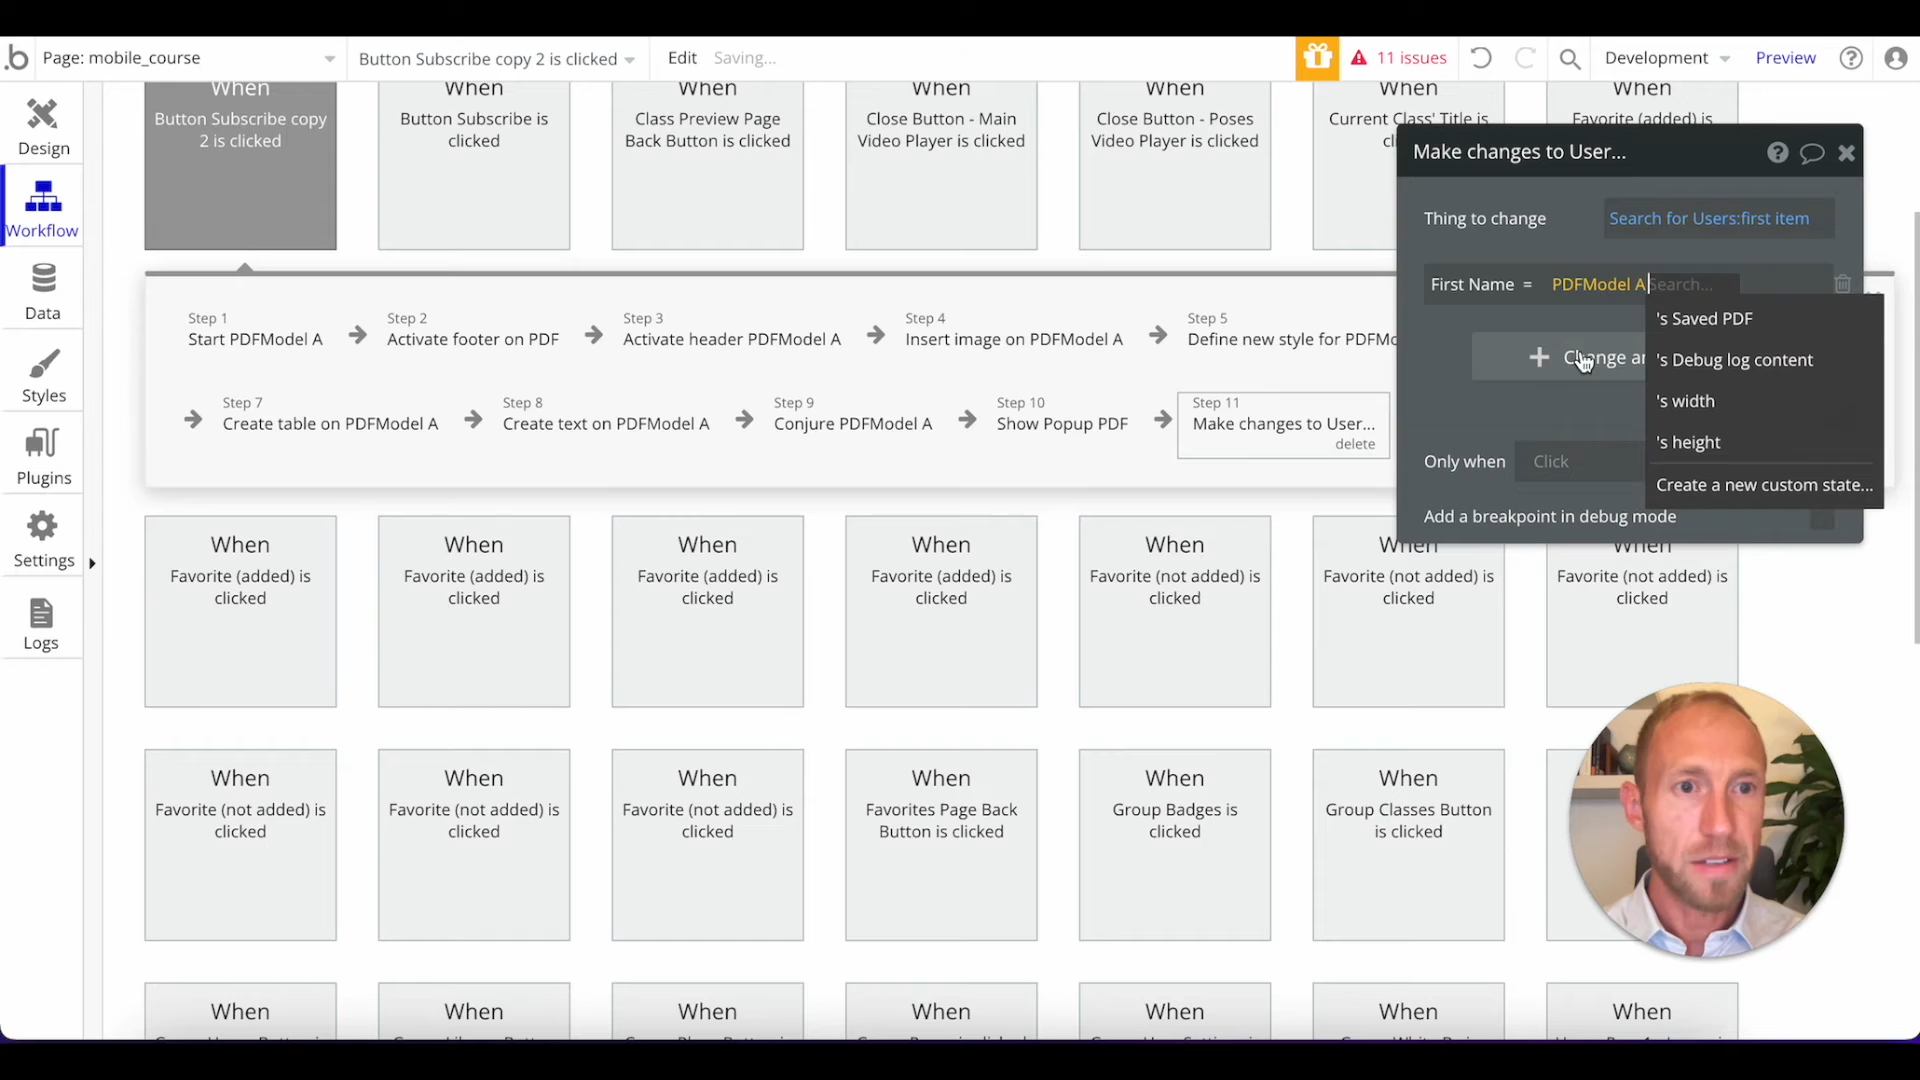 .b
Page: mobile_course
Button Subscribe copy 2 is clicked
Edit
Saving...
11 issues
Development
Preview
Design
Workflow
Data
Styles
Plugins
Settings
Logs
When
Button Subscribe copy
2 is clicked
When
Button Subscribe is
clicked
When
Class Preview Page
Back Button is clicked
When
Close Button - Main
Video Player is clicked
When
Close Button - Poses
Video Player is clicked
When
Current Class' Title is
When
Favorite (added) is
Step 1
Start PDFModel A
Step 2
Activate footer on PDF
Step 3
Activate header PDFModel A
Step 4
Insert image on PDFModel A
Step 5
Define new style for PDFMo
Step 7
Create table on PDFModel A
Step 8
Create text on PDFModel A
Step 9
Conjure PDFModel A
Step 10
Show Popup PDF
Step 11
Make changes to User...
delete
Make changes to User...
Thing to change
Search for Users:first item
First Name =
PDFModel A
Search...
's Saved PDF
's Debug log content
's width
's height
Create a new custom state...
Change an
Only when
Click
Add a breakpoint in debug mode
When
Favorite (added) is
clicked
When
Favorite (added) is
clicked
When
Favorite (added) is
clicked
When
Favorite (added) is
clicked
When
Favorite (not added) is
clicked
When
Favorite (not added) is
clicked
When
Favorite (not added) is
clicked
When
Favorite (not added) is
clicked
When
Favorite (not added) is
clicked
When
Favorite (not added) is
clicked
When
Favorites Page Back
Button is clicked
When
Group Badges is
clicked
When
Group Classes Button
is clicked
When
When
When
When
When
When
When